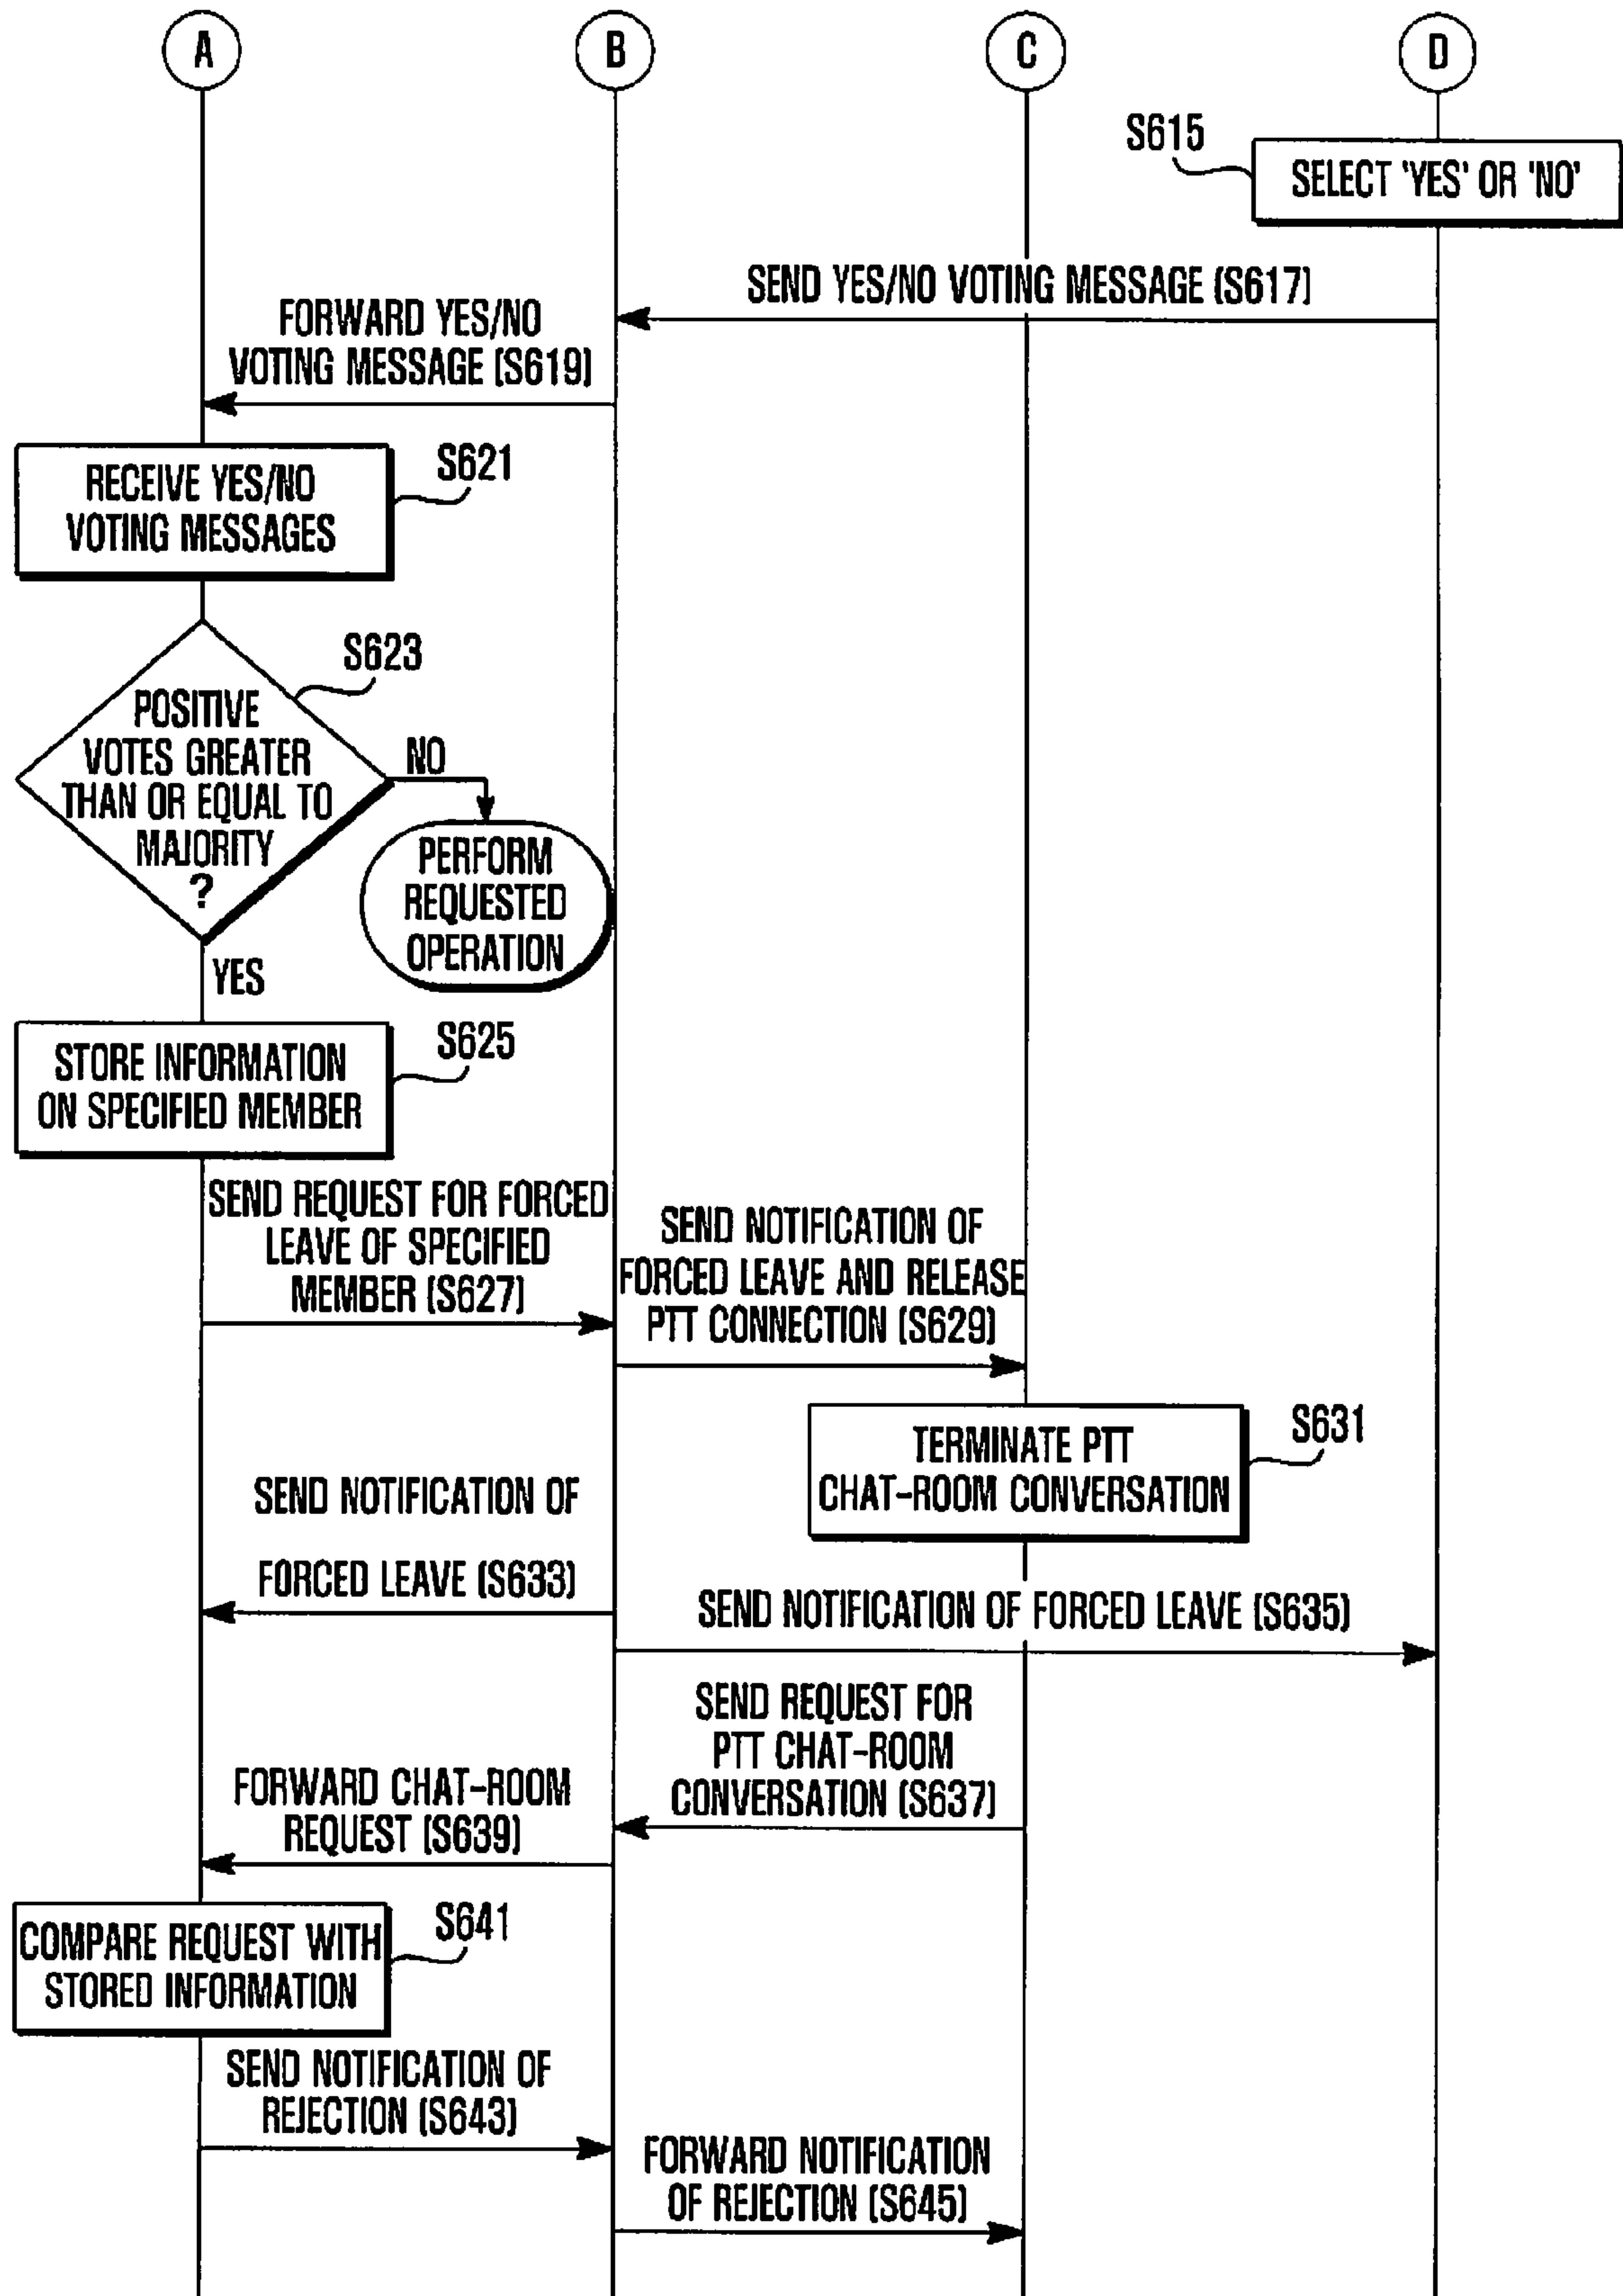 A
B
C
D
S615
SELECT 'YES' OR 'NO'
SEND YES/NO VOTING MESSAGE (S617)
FORWARD YES/NO
VOTING MESSAGE (S619)
RECEIVE YES/NO
VOTING MESSAGES
S621
S623
POSITIVE
VOTES GREATER
THAN OR EQUAL TO
MAJORITY
?
NO
PERFORM
REQUESTED
OPERATION
YES
STORE INFORMATION
ON SPECIFIED MEMBER
S625
SEND REQUEST FOR FORCED
LEAVE OF SPECIFIED
MEMBER (S627)
SEND NOTIFICATION OF
FORCED LEAVE AND RELEASE
PTT CONNECTION (S629)
TERMINATE PTT
CHAT-ROOM CONVERSATION
S631
SEND NOTIFICATION OF
FORCED LEAVE (S633)
SEND NOTIFICATION OF FORCED LEAVE (S635)
SEND REQUEST FOR
PTT CHAT-ROOM
CONVERSATION (S637)
FORWARD CHAT-ROOM
REQUEST (S639)
COMPARE REQUEST WITH
STORED INFORMATION
S641
SEND NOTIFICATION OF
REJECTION (S643)
FORWARD NOTIFICATION
OF REJECTION (S645)